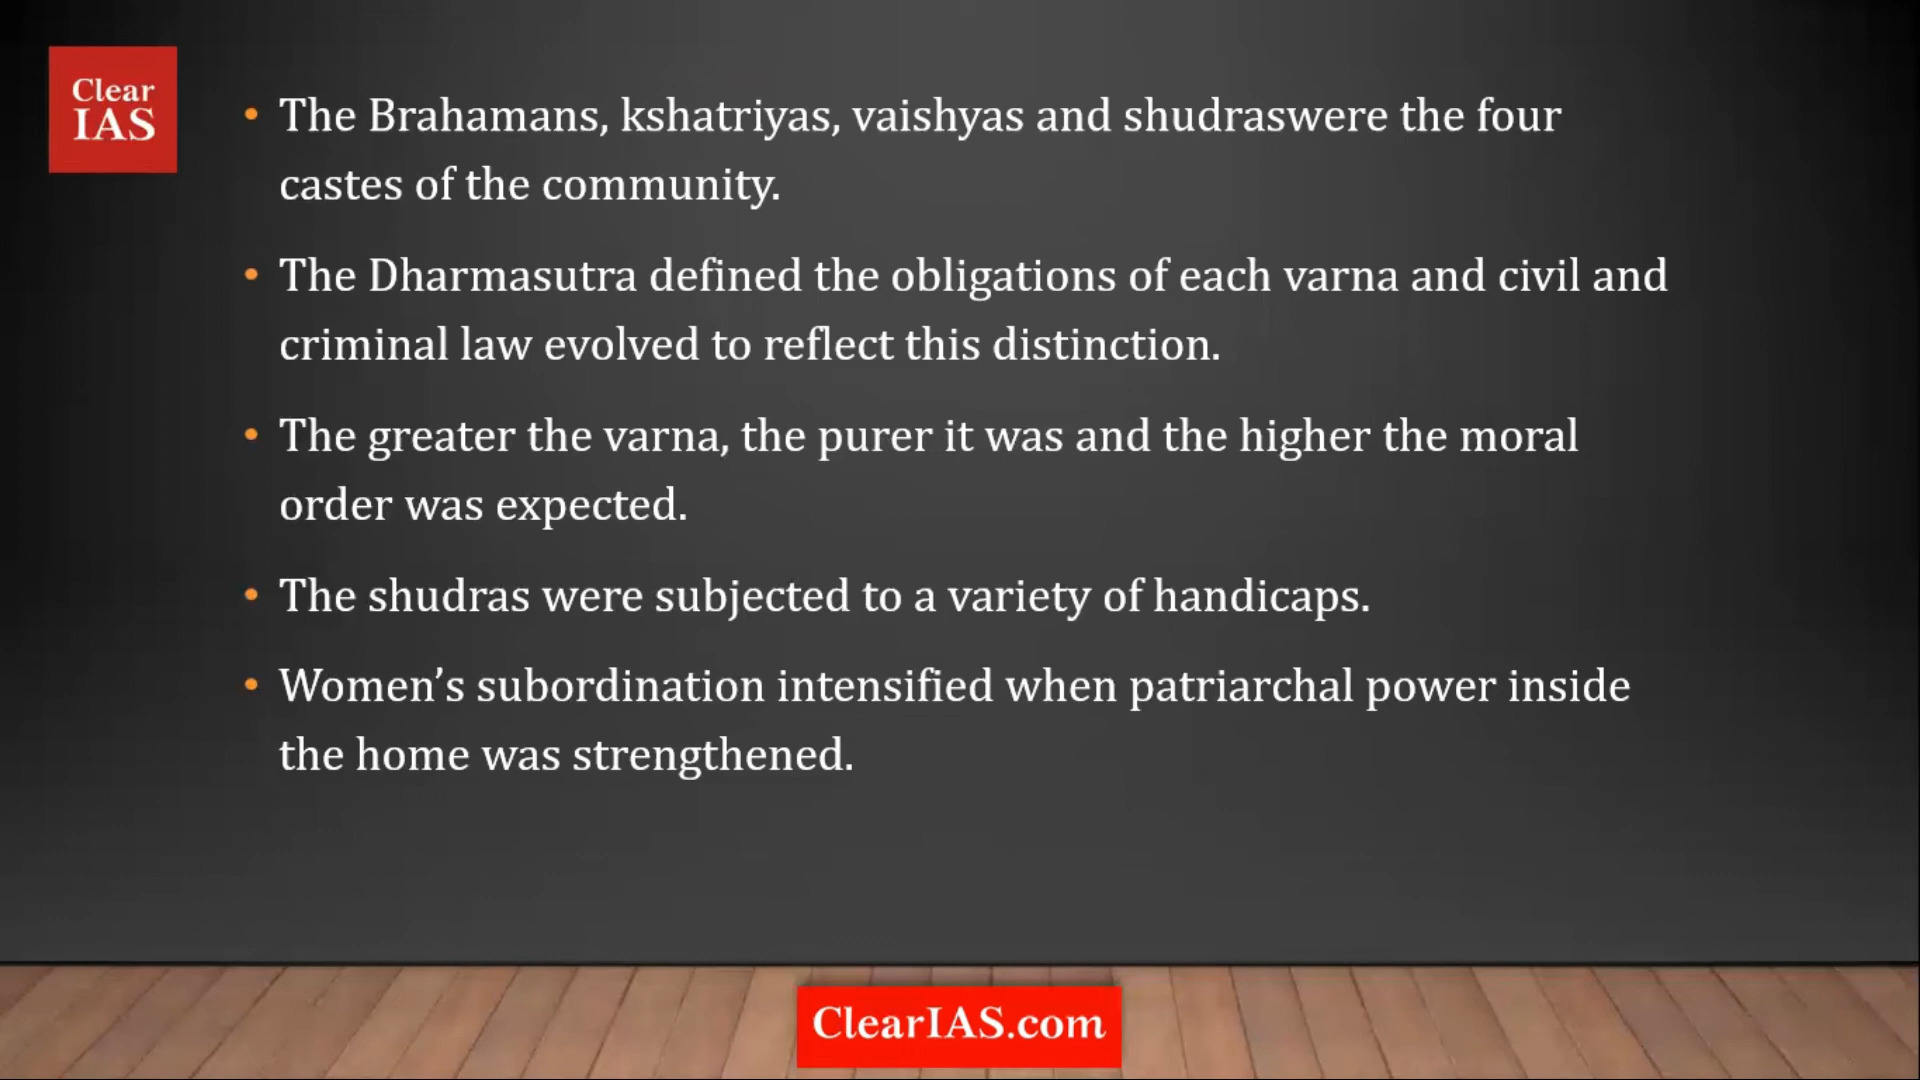 Clear
IAS
• The Brahamans, kshatriyas, vaishyas and shudraswere the four
castes of the community.
• The Dharmasutra defined the obligations of each varna and civil and
criminal law evolved to reflect this distinction.
• The greater the varna, the purer it was and the higher the moral
order was expected.
• The shudras were subjected to a variety of handicaps.
• Women’s subordination intensified when patriarchal power inside
the home was strengthened.
ClearIAS.com